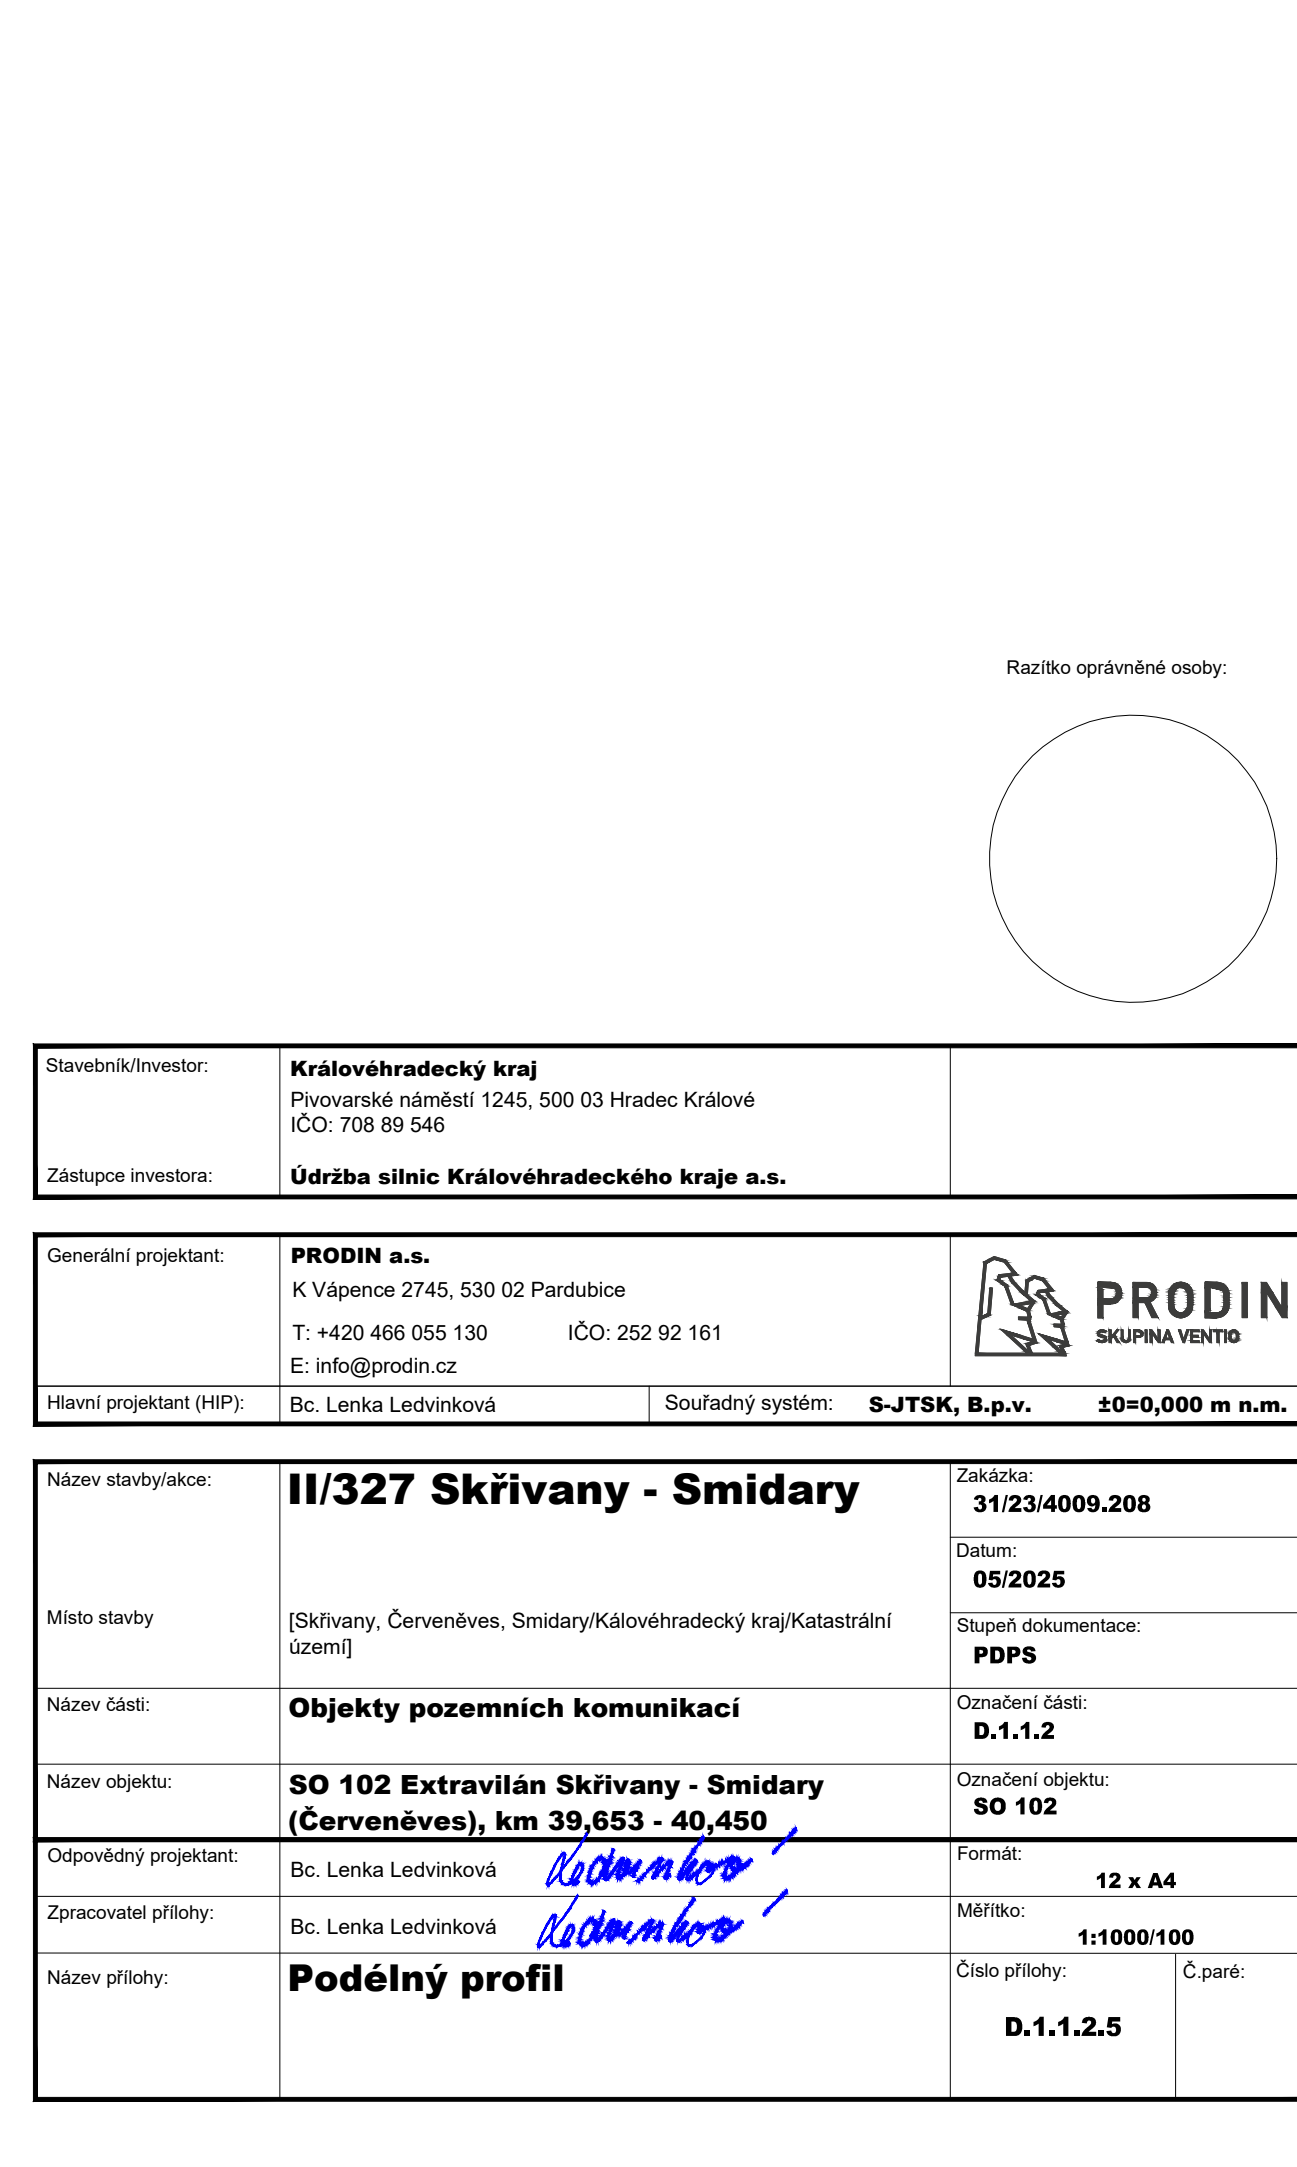 Razítko oprávněné osoby:
Stavebník/Investor:
Královéhradecký kraj
Pivovarské náměstí 1245, 500 03 Hradec Králové
IČO: 708 89 546
Zástupce investora:
Údržba silnic Královéhradeckého kraje a.s.
Generální projektant:
PRODIN a.s.
K Vápence 2745, 530 02 Pardubice
T: +420 466 055 130 IČO: 252 92 161
E: info@prodin.cz
PRODIN
SKUPINA VENTIO
Hlavní projektant (HIP):
Bc. Lenka Ledvinková
Souřadný systém: S-JTSK, B.p.v. ±0=0,000 m n.m.
Název stavby/akce:
II/327 Skřivany - Smidary
Zakázka:
31/23/4009.208
Datum:
05/2025
Místo stavby
[Skřivany, Červeněves, Smidary/Kálovéhradecký kraj/Katastrální
území]
Stupeň dokumentace:
PDPS
Název části:
Objekty pozemních komunikací
Označení části:
D.1.1.2
Název objektu:
SO 102 Extravilán Skřivany - Smidary
(Červeněves), km 39,653 - 40,450
Označení objektu:
SO 102
Odpovědný projektant:
Bc. Lenka Ledvinková
Ledvinková
Formát:
12 x A4
Zpracovatel přílohy:
Bc. Lenka Ledvinková
Ledvinková
Měřítko:
1:1000/100
Název přílohy:
Podélný profil
Číslo přílohy:
D.1.1.2.5
Č.paré: